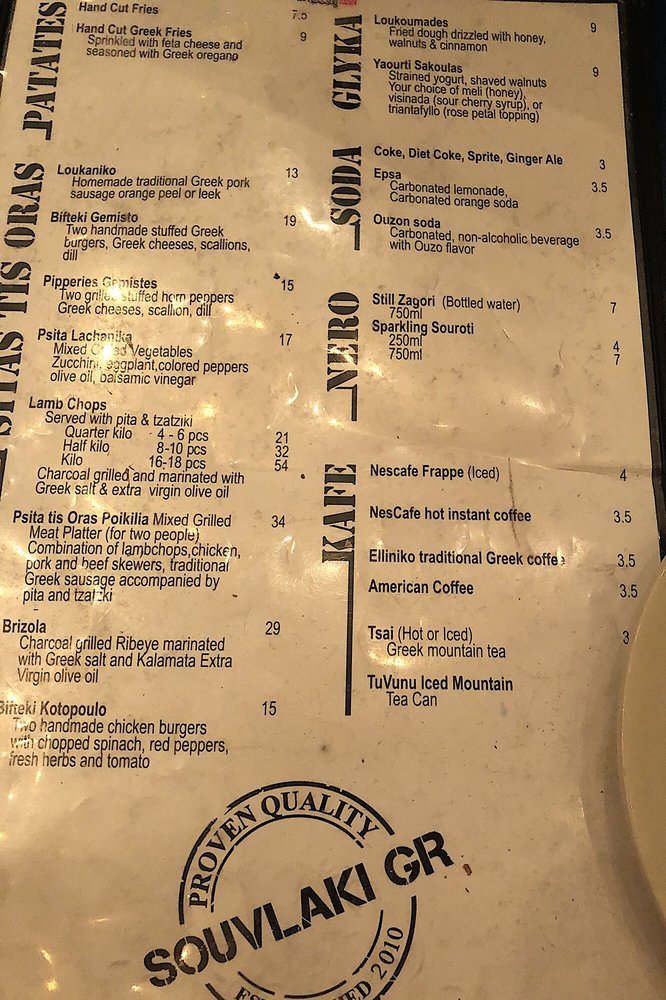 PATATES
Hand Cut Fries 7.5
Hand Cut Greek Fries 9
Sprinkled with feta cheese and
seasoned with Greek oregano
TIS ORAS
Loukaniko 13
Homemade traditional Greek pork
sausage orange peel or leek
Bifteki Gemisto 19
Two handmade stuffed Greek
burgers, Greek cheeses, scallions,
dill
Pipperies Gemistes 15
Two grilled stuffed horn peppers
Greek cheeses, scallion, dill
Psita Lachanika 17
Mixed Vegetables
Zucchini, eggplant,colored peppers
olive oil, balsamic vinegar
Lamb Chops
Served with pita & tzatziki
Quarter kilo - 4 - 6 pcs 21
Half kilo 8-10 pcs 32
Kilo 16-18 pcs 54
Charcoal grilled and marinated with
Greek salt & extra virgin olive oil
Psita tis Oras Poikilia Mixed Grilled 34
Meat Platter (for two people)
Combination of lambchops,chicken,
pork and beef skewers, traditional
Greek sausage accompanied by
pita and tzatziki
Brizola 29
Charcoal grilled Ribeye marinated
with Greek salt and Kalamata Extra
Virgin olive oil
Bifteki Kotopoulo 15
Two handmade chicken burgers
with chopped spinach, red peppers,
fresh herbs and tomato
GLYKA
Loukoumades 9
Fried dough drizzled with honey,
walnuts & cinnamon
Yaourti Sakoulas 9
Strained yogurt, shaved walnuts
Your choice of meli (honey),
visinada (sour cherry syrup), or
triantafyllo (rose petal topping)
SODA
Coke, Diet Coke, Sprite, Ginger Ale 3
Epsa 3.5
Carbonated lemonade,
Carbonated orange soda
Ouzon soda 3.5
Carbonated, non-alcoholic beverage
with Ouzo flavor
NERO
Still Zagori (Bottled water) 7
750ml
Sparkling Souroti
250ml 4
750ml 7
KAFE
Nescafe Frappe (Iced) 4
NesCafe hot instant coffee 3.5
Elliniko traditional Greek coffee 3.5
American Coffee 3.5
Tsai (Hot or Iced) 3
Greek mountain tea
TuVunu Iced Mountain
Tea Can
PROVEN QUALITY
SOUVLAKI GR
2010